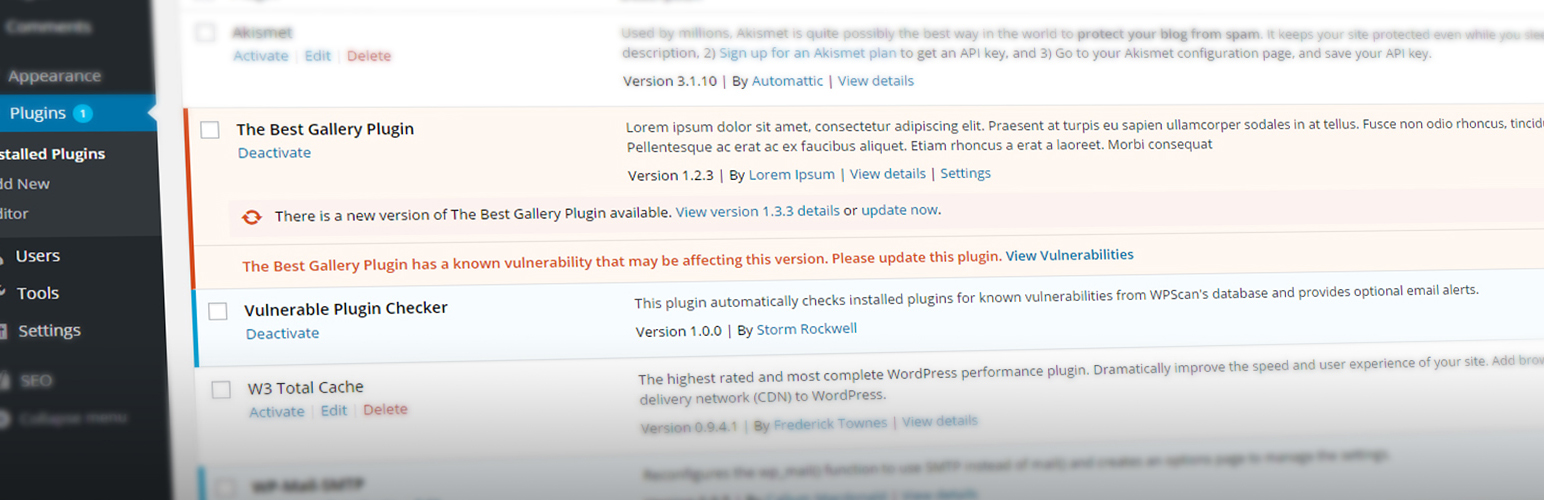 Comments
Appearance
Plugins 1
stalled Plugins
dd New
ditor
Users
Tools
Settings
SEO
Collapse menu
Akismet
Activate | Edit | Delete
Used by millions, Akismet is quite possibly the best way in the world to protect your blog from spam. It keeps your site protected even while you slee
description, 2) Sign up for an Akismet plan to get an API key, and 3) Go to your Akismet configuration page, and save your API key.
Version 3.1.10 | By Automattic | View details
The Best Gallery Plugin
Deactivate
Lorem ipsum dolor sit amet, consectetur adipiscing elit. Praesent at turpis eu sapien ullamcorper sodales in at tellus. Fusce non odio rhoncus, tincidu
Pellentesque ac erat ac ex faucibus aliquet. Etiam rhoncus a erat a laoreet. Morbi consequat
Version 1.2.3 | By Lorem Ipsum | View details | Settings
There is a new version of The Best Gallery Plugin available. View version 1.3.3 details or update now.
The Best Gallery Plugin has a known vulnerability that may be affecting this version. Please update this plugin. View Vulnerabilities
Vulnerable Plugin Checker
Deactivate
This plugin automatically checks installed plugins for known vulnerabilities from WPScan's database and provides optional email alerts.
Version 1.0.0 | By Storm Rockwell
W3 Total Cache
Activate | Edit | Delete
The highest rated and most complete WordPress performance plugin. Dramatically improve the speed and user experience of your site. Add brow
delivery network (CDN) to WordPress.
Version 0.9.4.1 | By Frederick Townes | View details
WP-Mail-SMTP
Reconfigures the wp_mail() function to use SMTP instead of mail() and creates an options page to manage the settings.